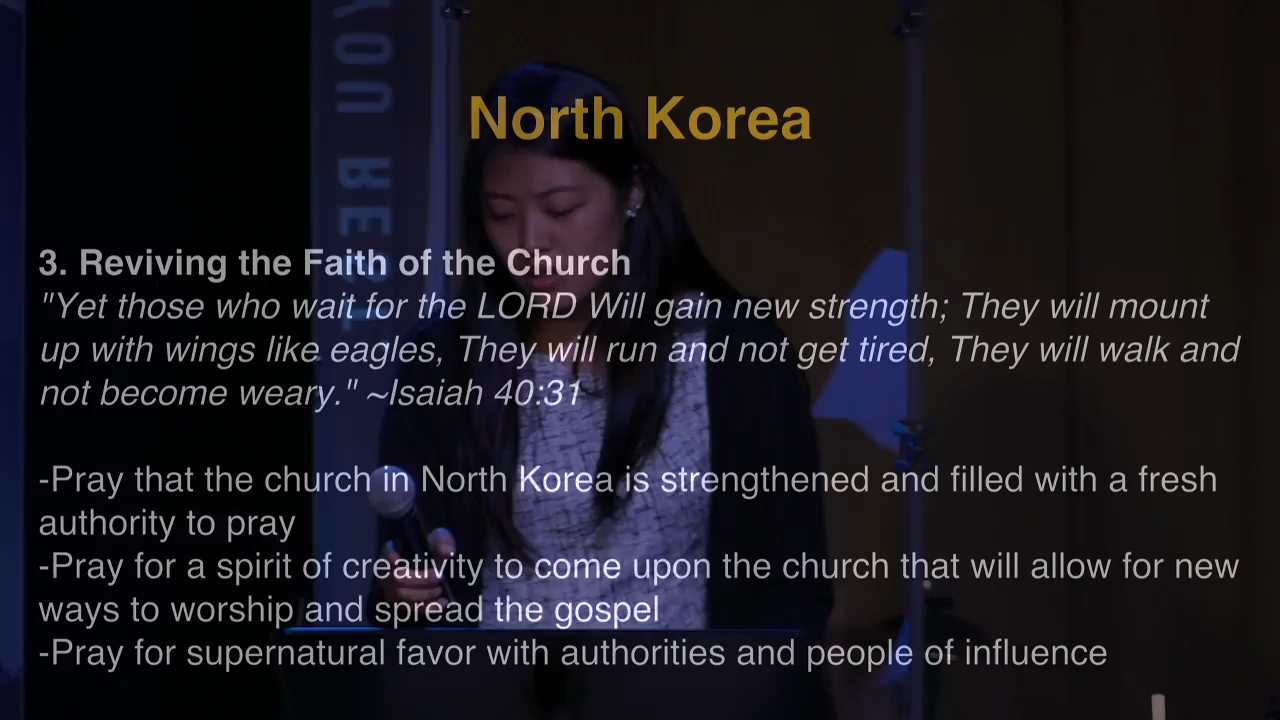 YOU
REST
North Korea
3. Reviving the Faith of the Church
"Yet those who wait for the LORD Will gain new strength; They will mount
up with wings like eagles, They will run and not get tired, They will walk and
not become weary." ~Isaiah 40:31
-Pray that the church in North Korea is strengthened and filled with a fresh
authority to pray
-Pray for a spirit of creativity to come upon the church that will allow for new
ways to worship and spread the gospel
-Pray for supernatural favor with authorities and people of influence